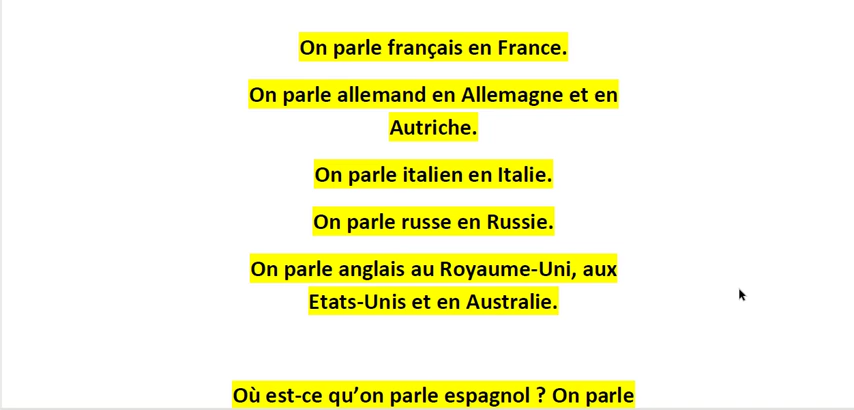 On parle français en France.
On parle allemand en Allemagne et en
Autriche.
On parle italien en Italie.
On parle russe en Russie.
On parle anglais au Royaume-Uni, aux
Etats-Unis et en Australie.
Où est-ce qu’on parle espagnol ? On parle